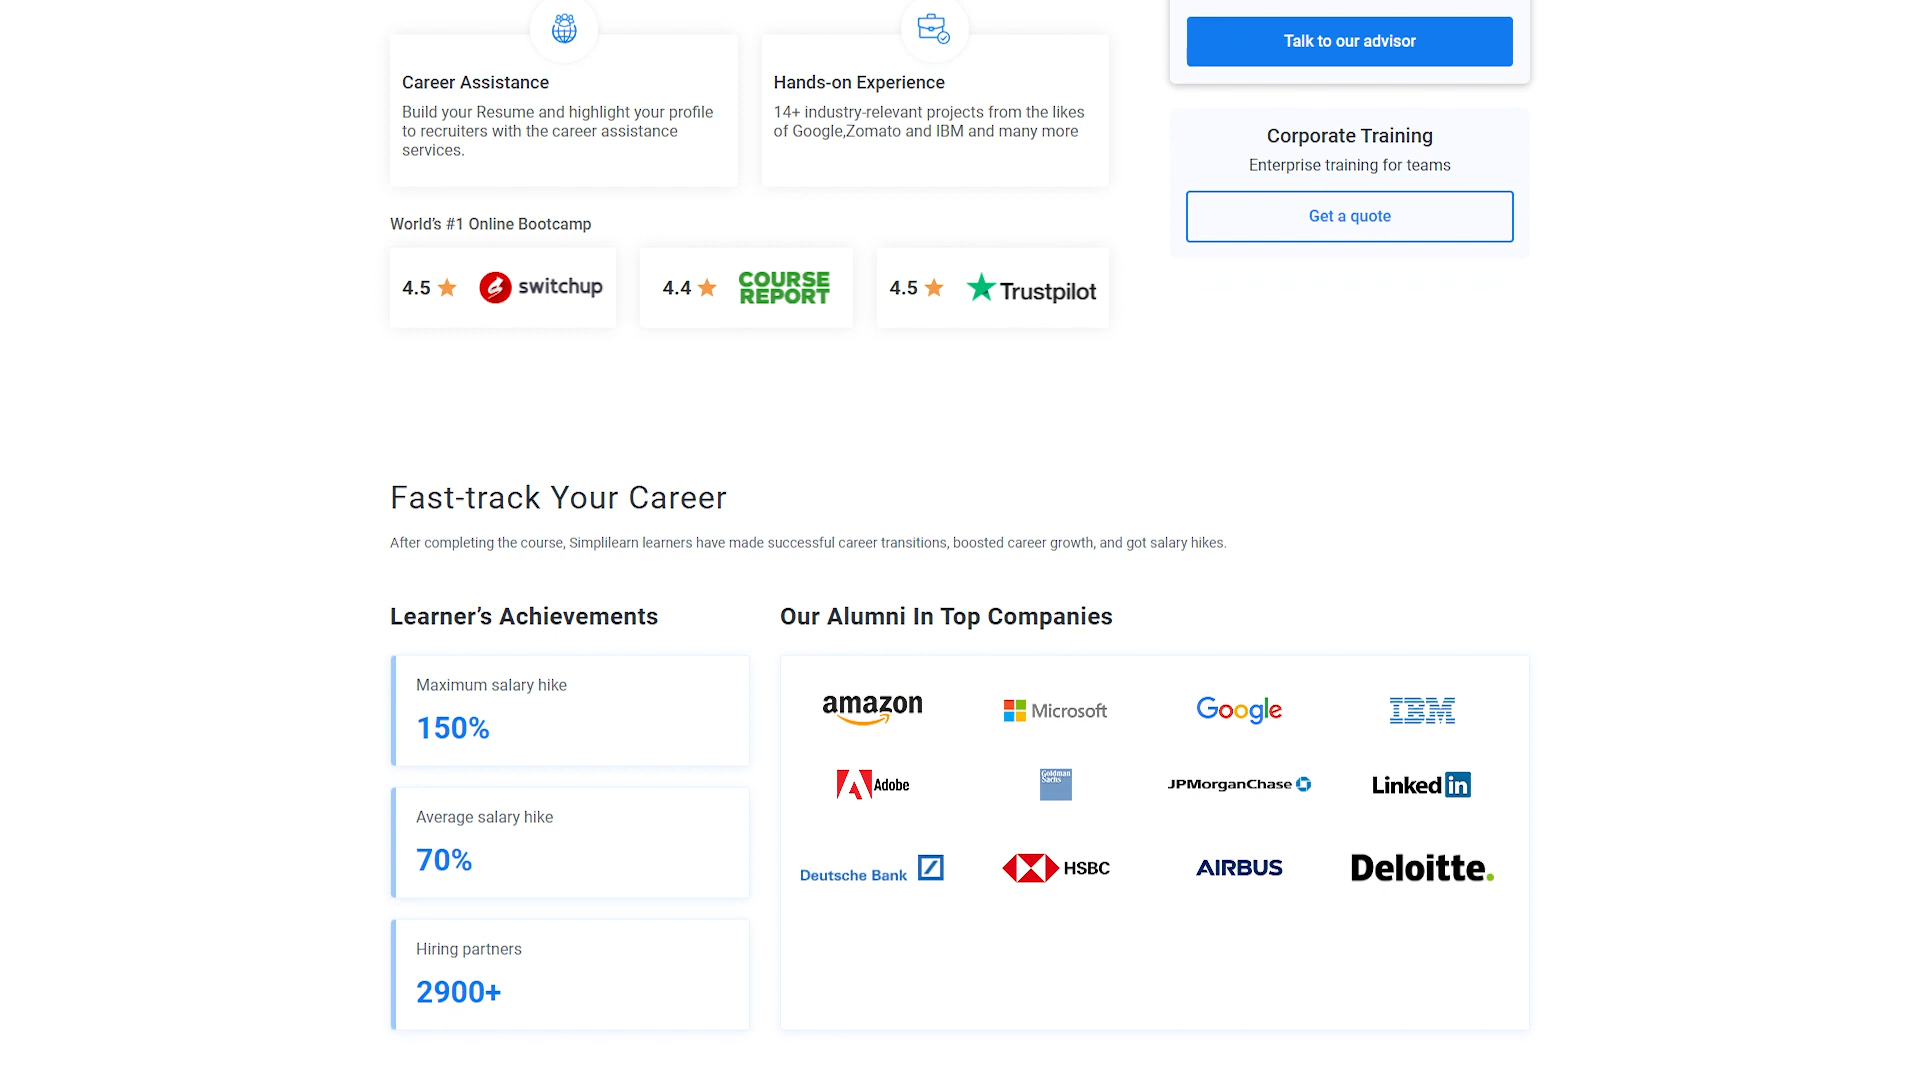 Career Assistance
Build your Resume and highlight your profile
to recruiters with the career assistance
services.
Hands-on Experience
14+ industry-relevant projects from the likes
of Google,Zomato and IBM and many more
Talk to our advisor
Corporate Training
Enterprise training for teams
Get a quote
World's #1 Online Bootcamp
4.5 switchup
4.4 COURSE
REPORT
4.5 Trustpilot
Fast-track Your Career
After completing the course, Simplilearn learners have made successful career transitions, boosted career growth, and got salary hikes.
Learner's Achievements
Maximum salary hike
150%
Average salary hike
70%
Hiring partners
2900+
Our Alumni In Top Companies
amazon Microsoft Google IBM
Adobe Goldman
Sachs JPMorganChase Linked in
Deutsche Bank HSBC AIRBUS Deloitte.